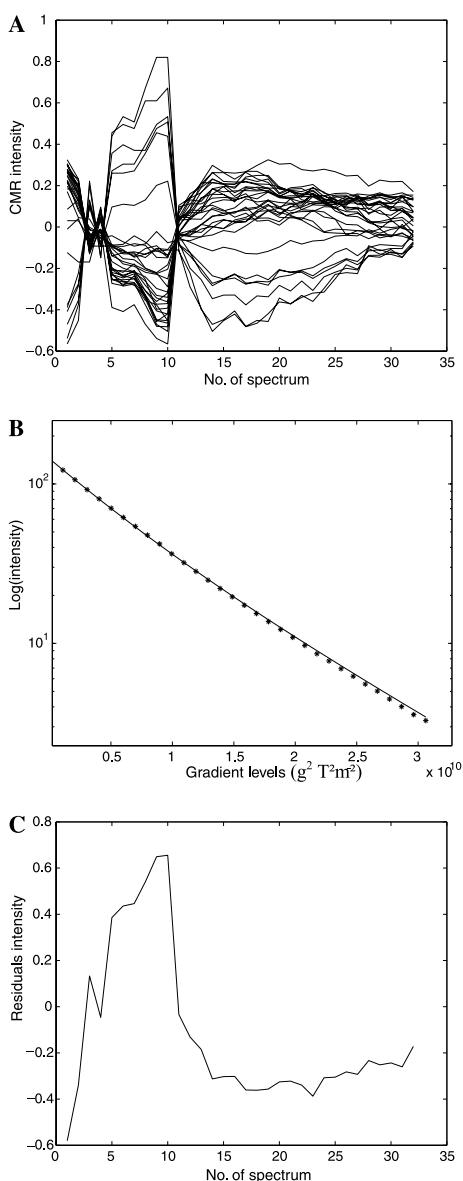 A
1
0.8
0.6
0.4
0.2
0
−0.2
−0.4
−0.6
CMR intensity
0 5 10 15 20 25 30 35
No. of spectrum
B
10²
10¹
Log(intensity)
0.5 1 1.5 2 2.5 3
Gradient levels (g² T²m²)
x 10¹⁰
C
0.8
0.6
0.4
0.2
0
−0.2
−0.4
−0.6
Residuals intensity
0 5 10 15 20 25 30 35
No. of spectrum